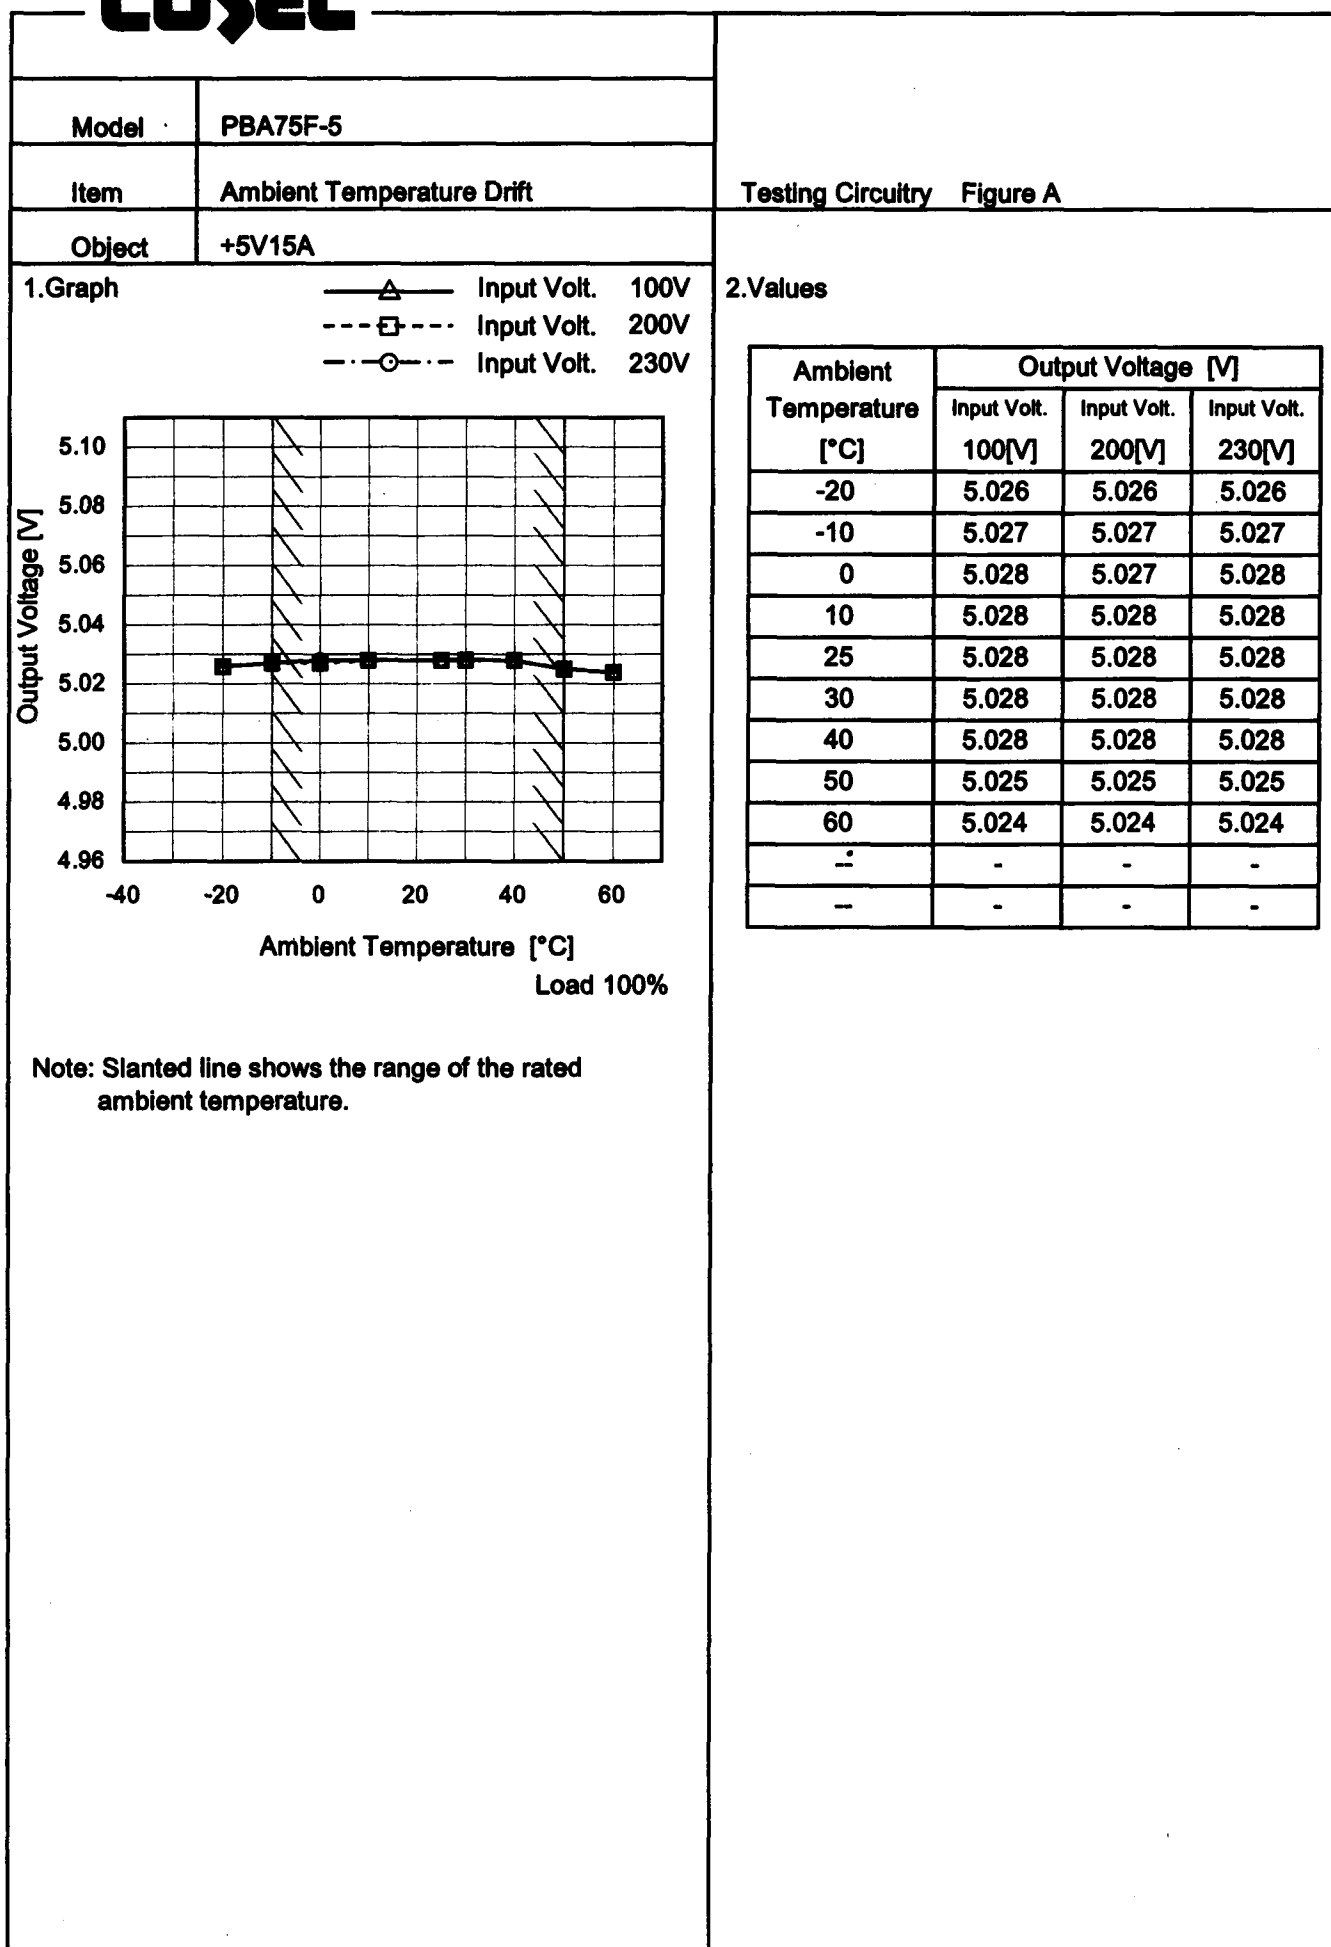 COSEL
Model PBA75F-5
Item Ambient Temperature Drift
Testing Circuitry Figure A
Object +5V15A
1.Graph
Input Volt. 100V
Input Volt. 200V
Input Volt. 230V
Output Voltage [V]
5.10
5.08
5.06
5.04
5.02
5.00
4.98
4.96
-40 -20 0 20 40 60
Ambient Temperature [°C]
Load 100%
Note: Slanted line shows the range of the rated
ambient temperature.
2.Values
Ambient Output Voltage [V]
Temperature Input Volt. Input Volt. Input Volt.
[°C] 100[V] 200[V] 230[V]
-20 5.026 5.026 5.026
-10 5.027 5.027 5.027
0 5.028 5.027 5.028
10 5.028 5.028 5.028
25 5.028 5.028 5.028
30 5.028 5.028 5.028
40 5.028 5.028 5.028
50 5.025 5.025 5.025
60 5.024 5.024 5.024
-- - - -
-- - - -